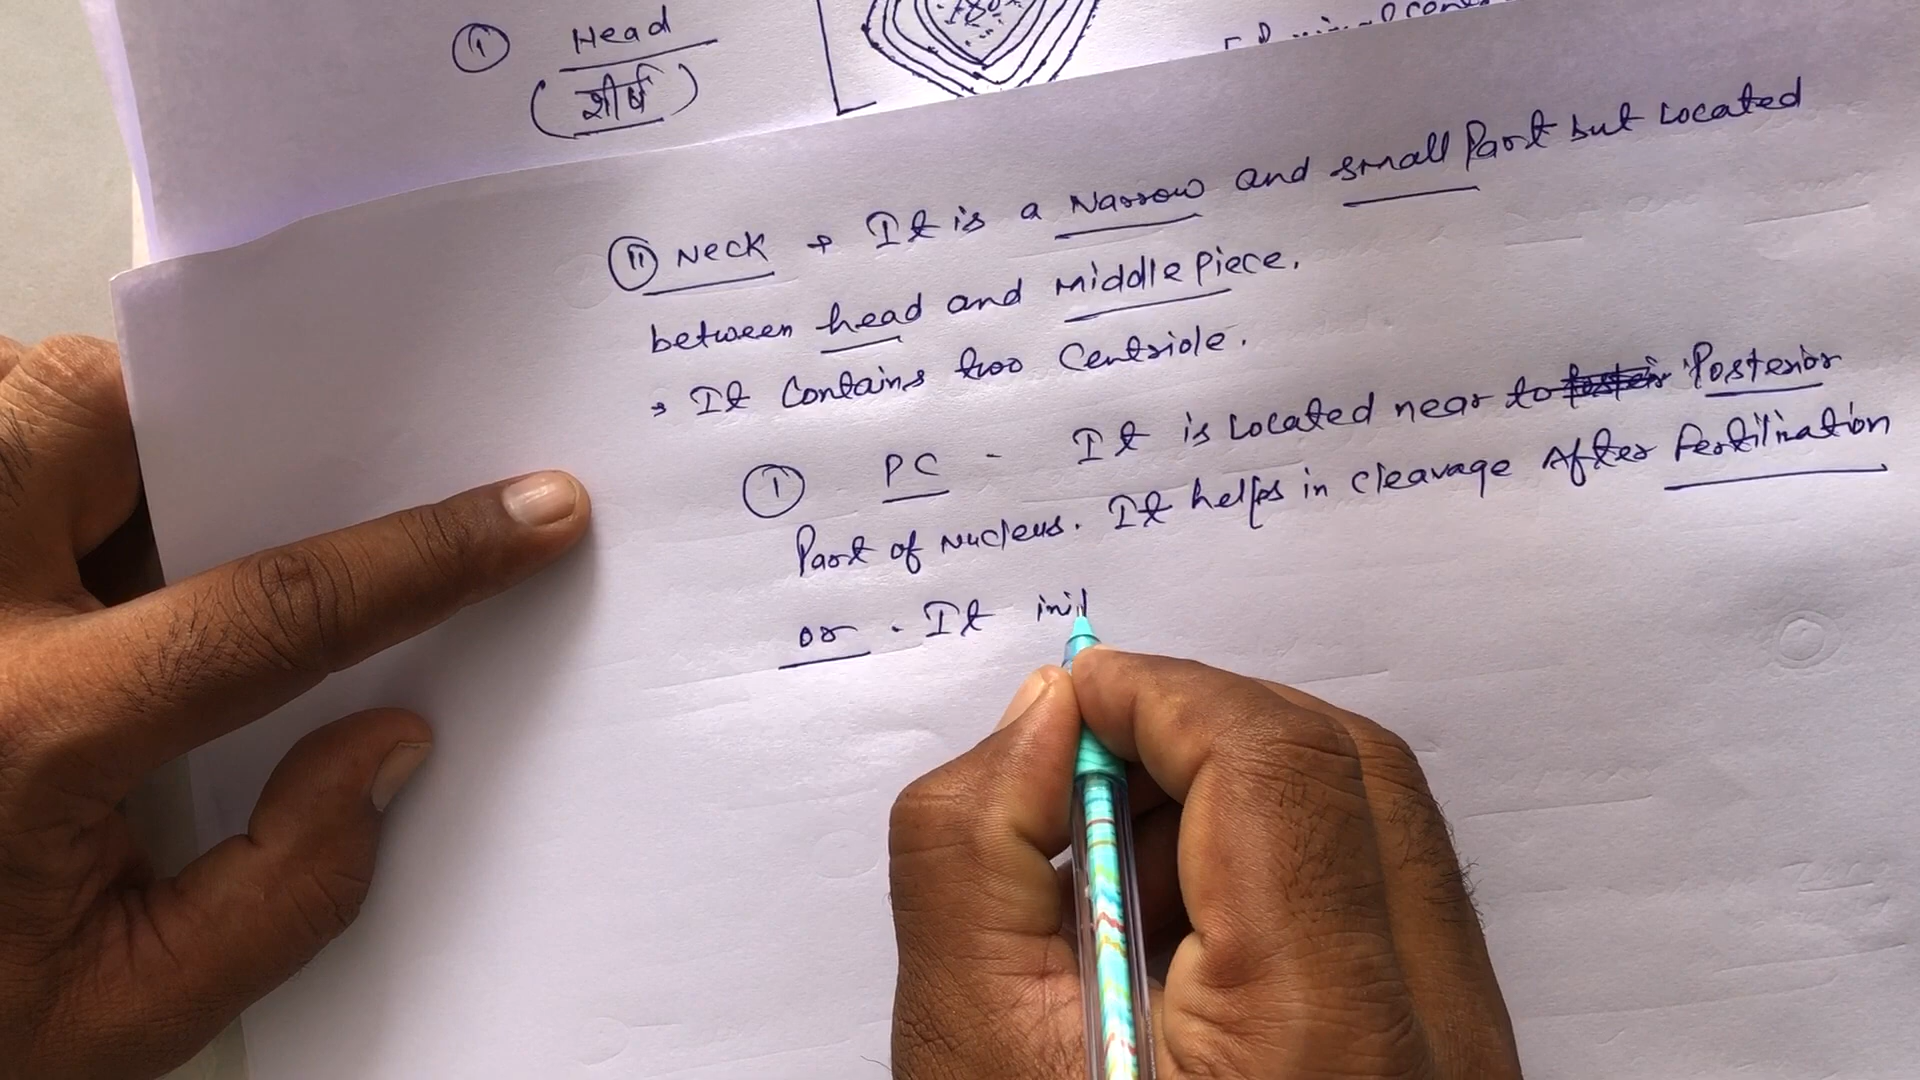 ① Head
(शीर्ष)
ⅱ Neck → It is a Narrow and small Part but Located
between head and middle piece.
→ It Contains two Centriole.
① PC - It is Located near to Posterior
Part of Nucleus. It helps in cleavage After Fertilization
or - It init